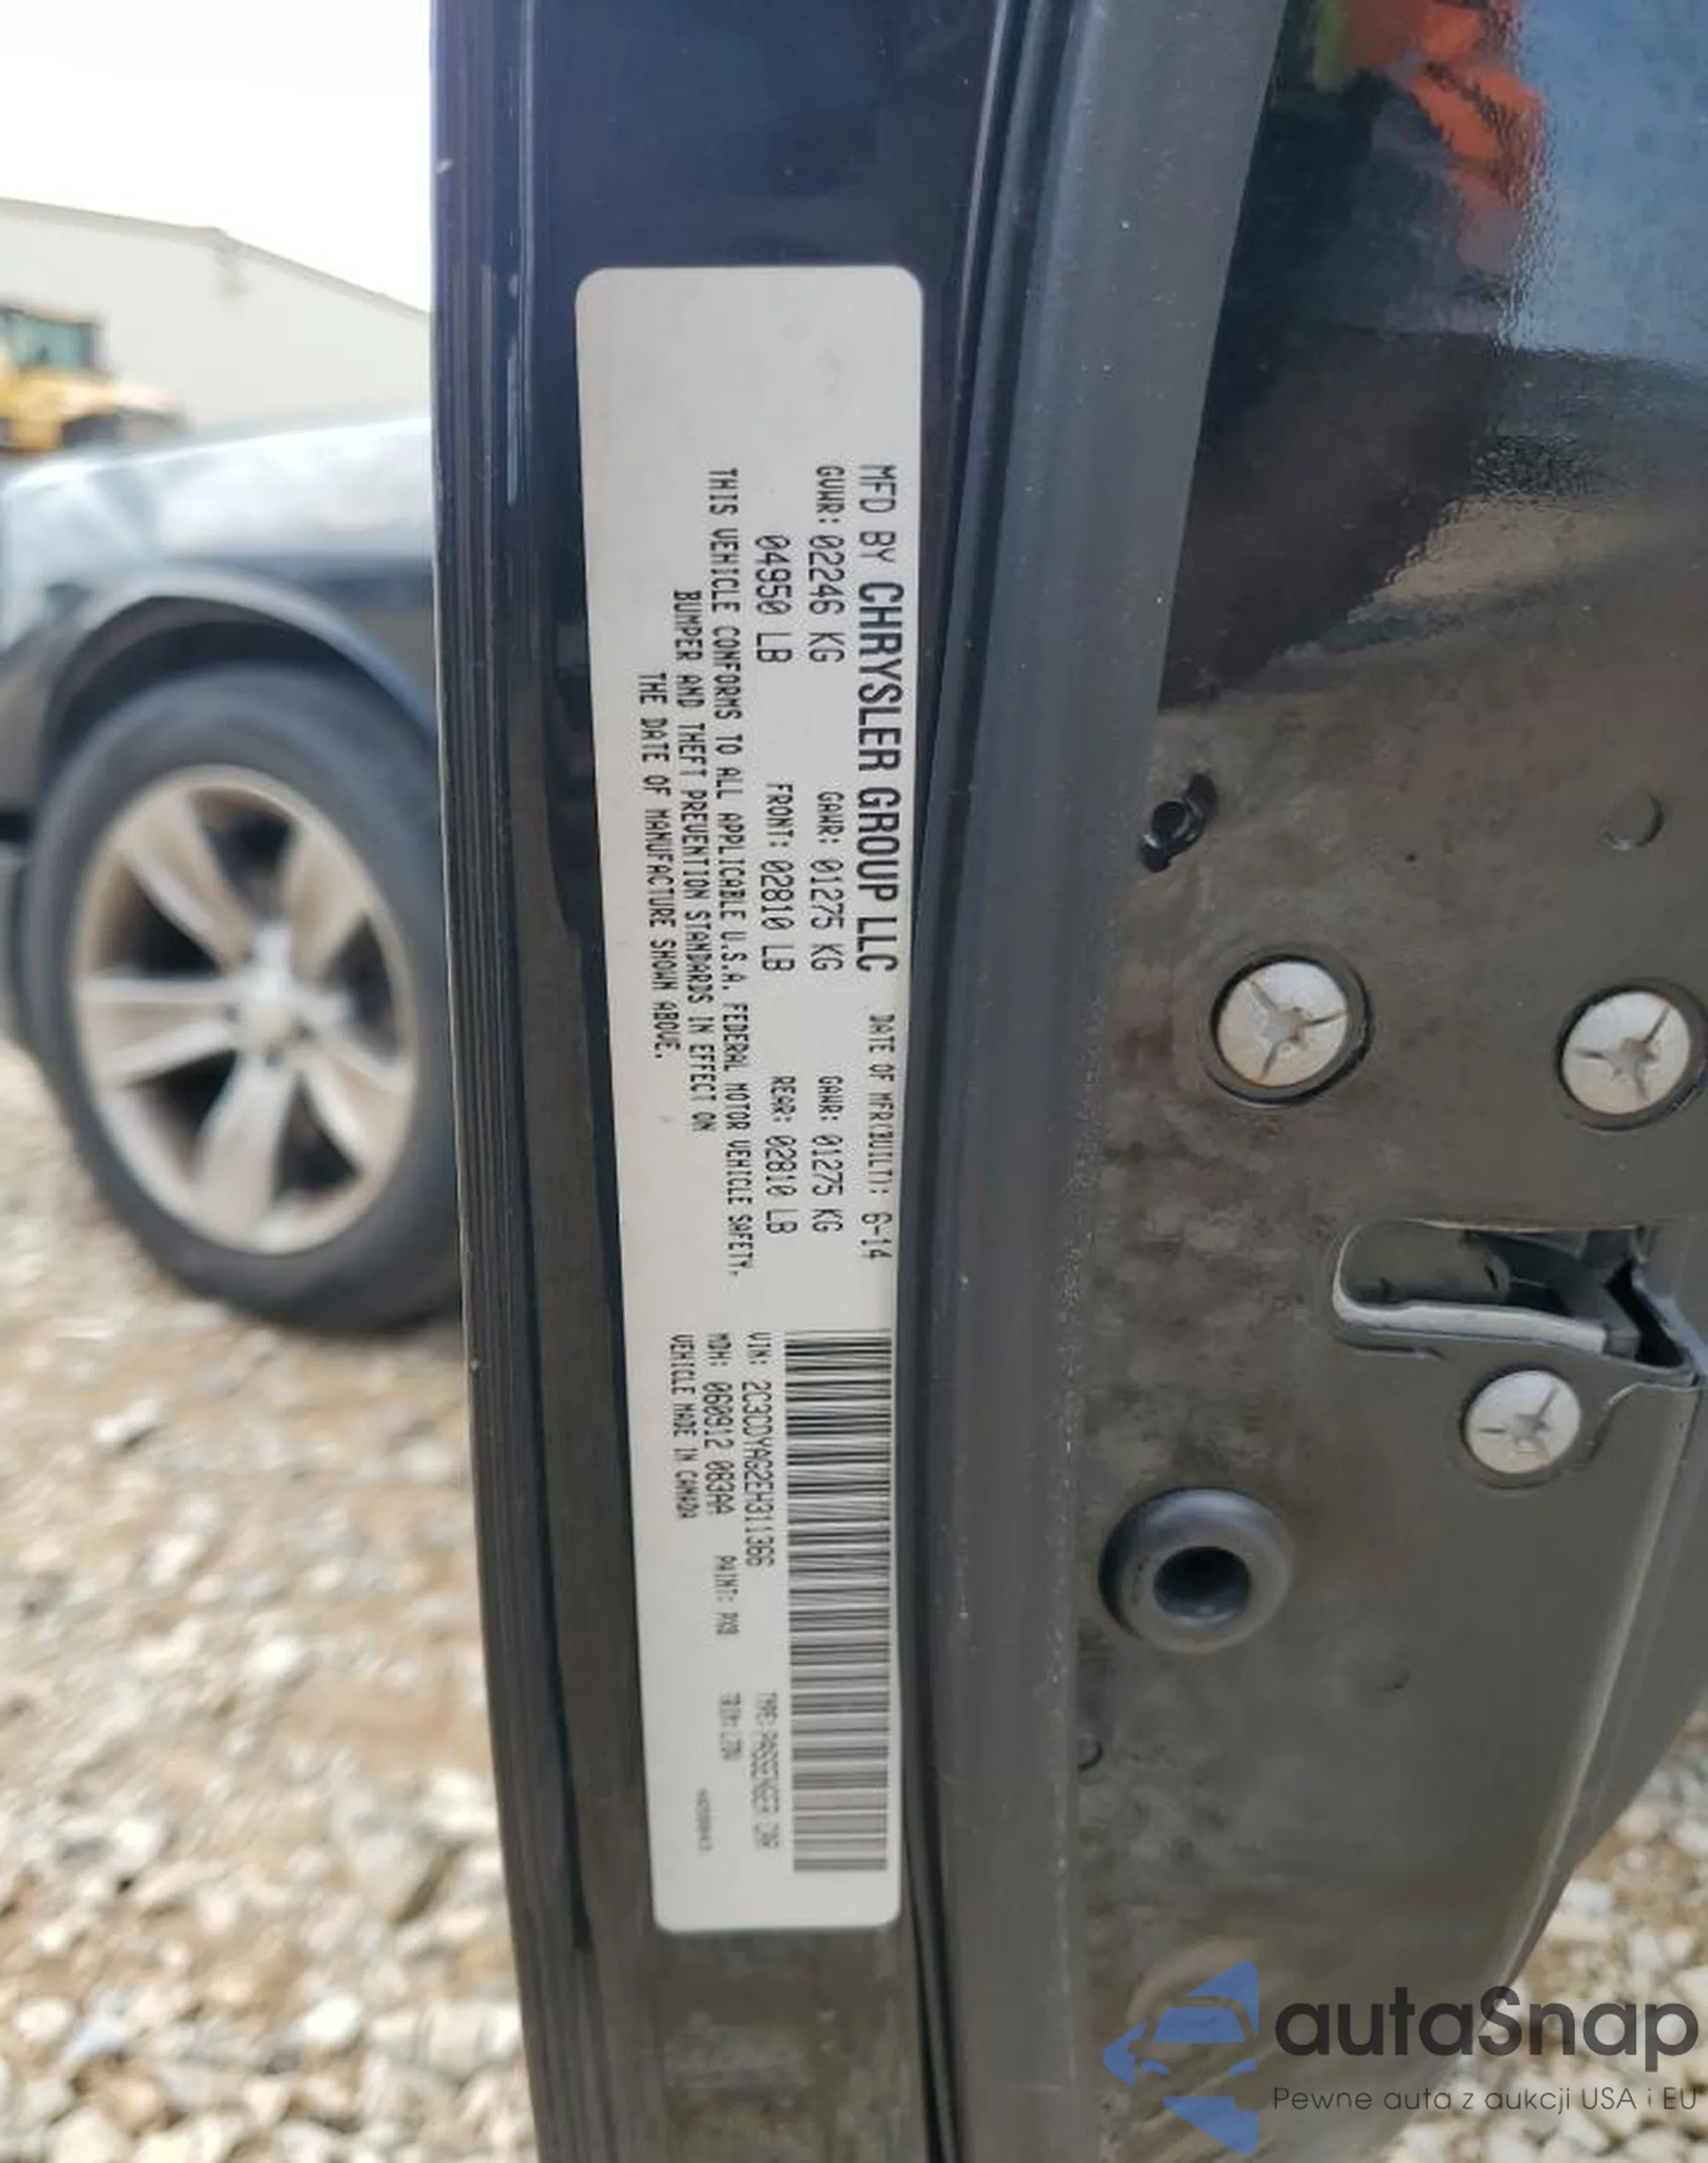 MFD BY CHRYSLER GROUP LLC DATE OF MFR(BUILT): 6-14
GVWR: 02246 KG GAWR: 01275 KG GAWR: 01275 KG
04950 LB FRONT: 02810 LB REAR: 02810 LB
THIS VEHICLE CONFORMS TO ALL APPLICABLE U.S.A. FEDERAL MOTOR VEHICLE SAFETY,
BUMPER AND THEFT PREVENTION STANDARDS IN EFFECT ON
THE DATE OF MANUFACTURE SHOWN ABOVE.
VIN: 2C3CDYAG2EH311366 TYPE: PASSENGER CAR
MDH: 060912 083AA PAINT: PX8 TRIM:
VEHICLE MADE IN CANADA
autaSnap
Pewne auta z aukcji USA i EU